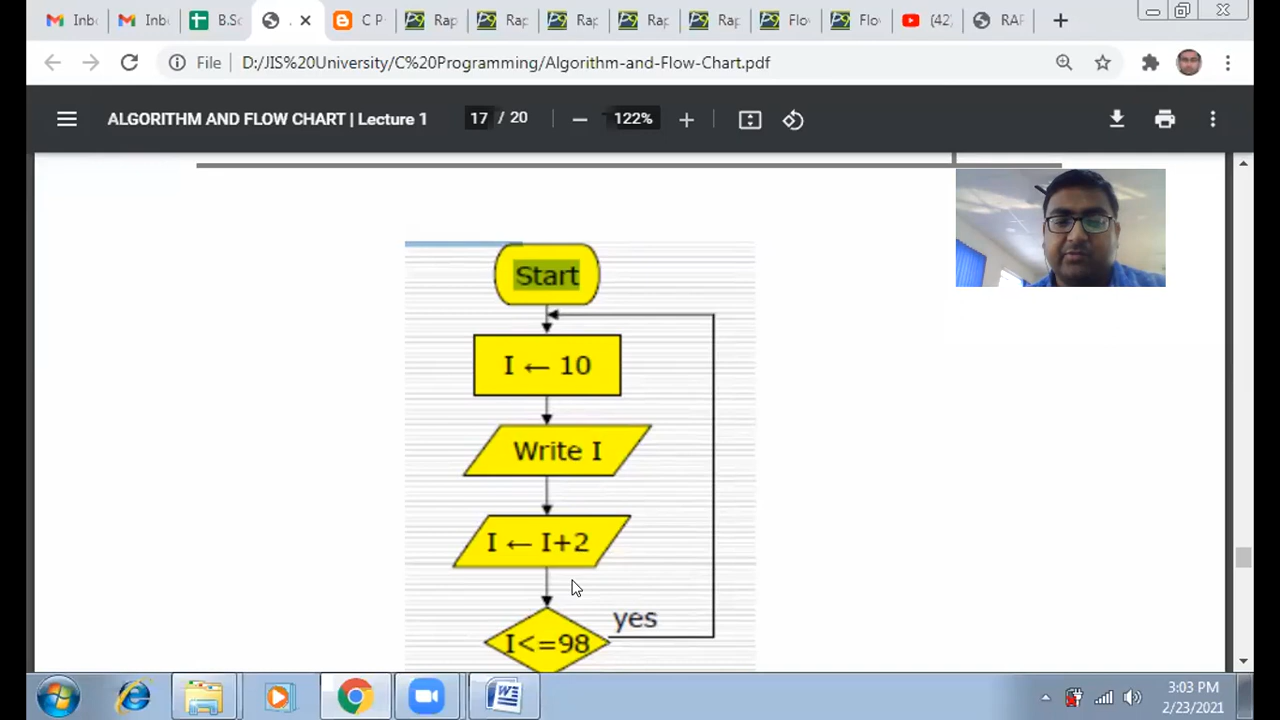 Inb
Inb
B.Sc
C P
Rap
Rap
Rap
Rap
Rap
Flo
Flo
(42)
RAP
File
D:/JIS%20University/C%20Programming/Algorithm-and-Flow-Chart.pdf
ALGORITHM AND FLOW CHART | Lecture 1
17 / 20
122%
Start
I ← 10
Write I
I ← I+2
yes
I<=98
3:03 PM
2/23/2021